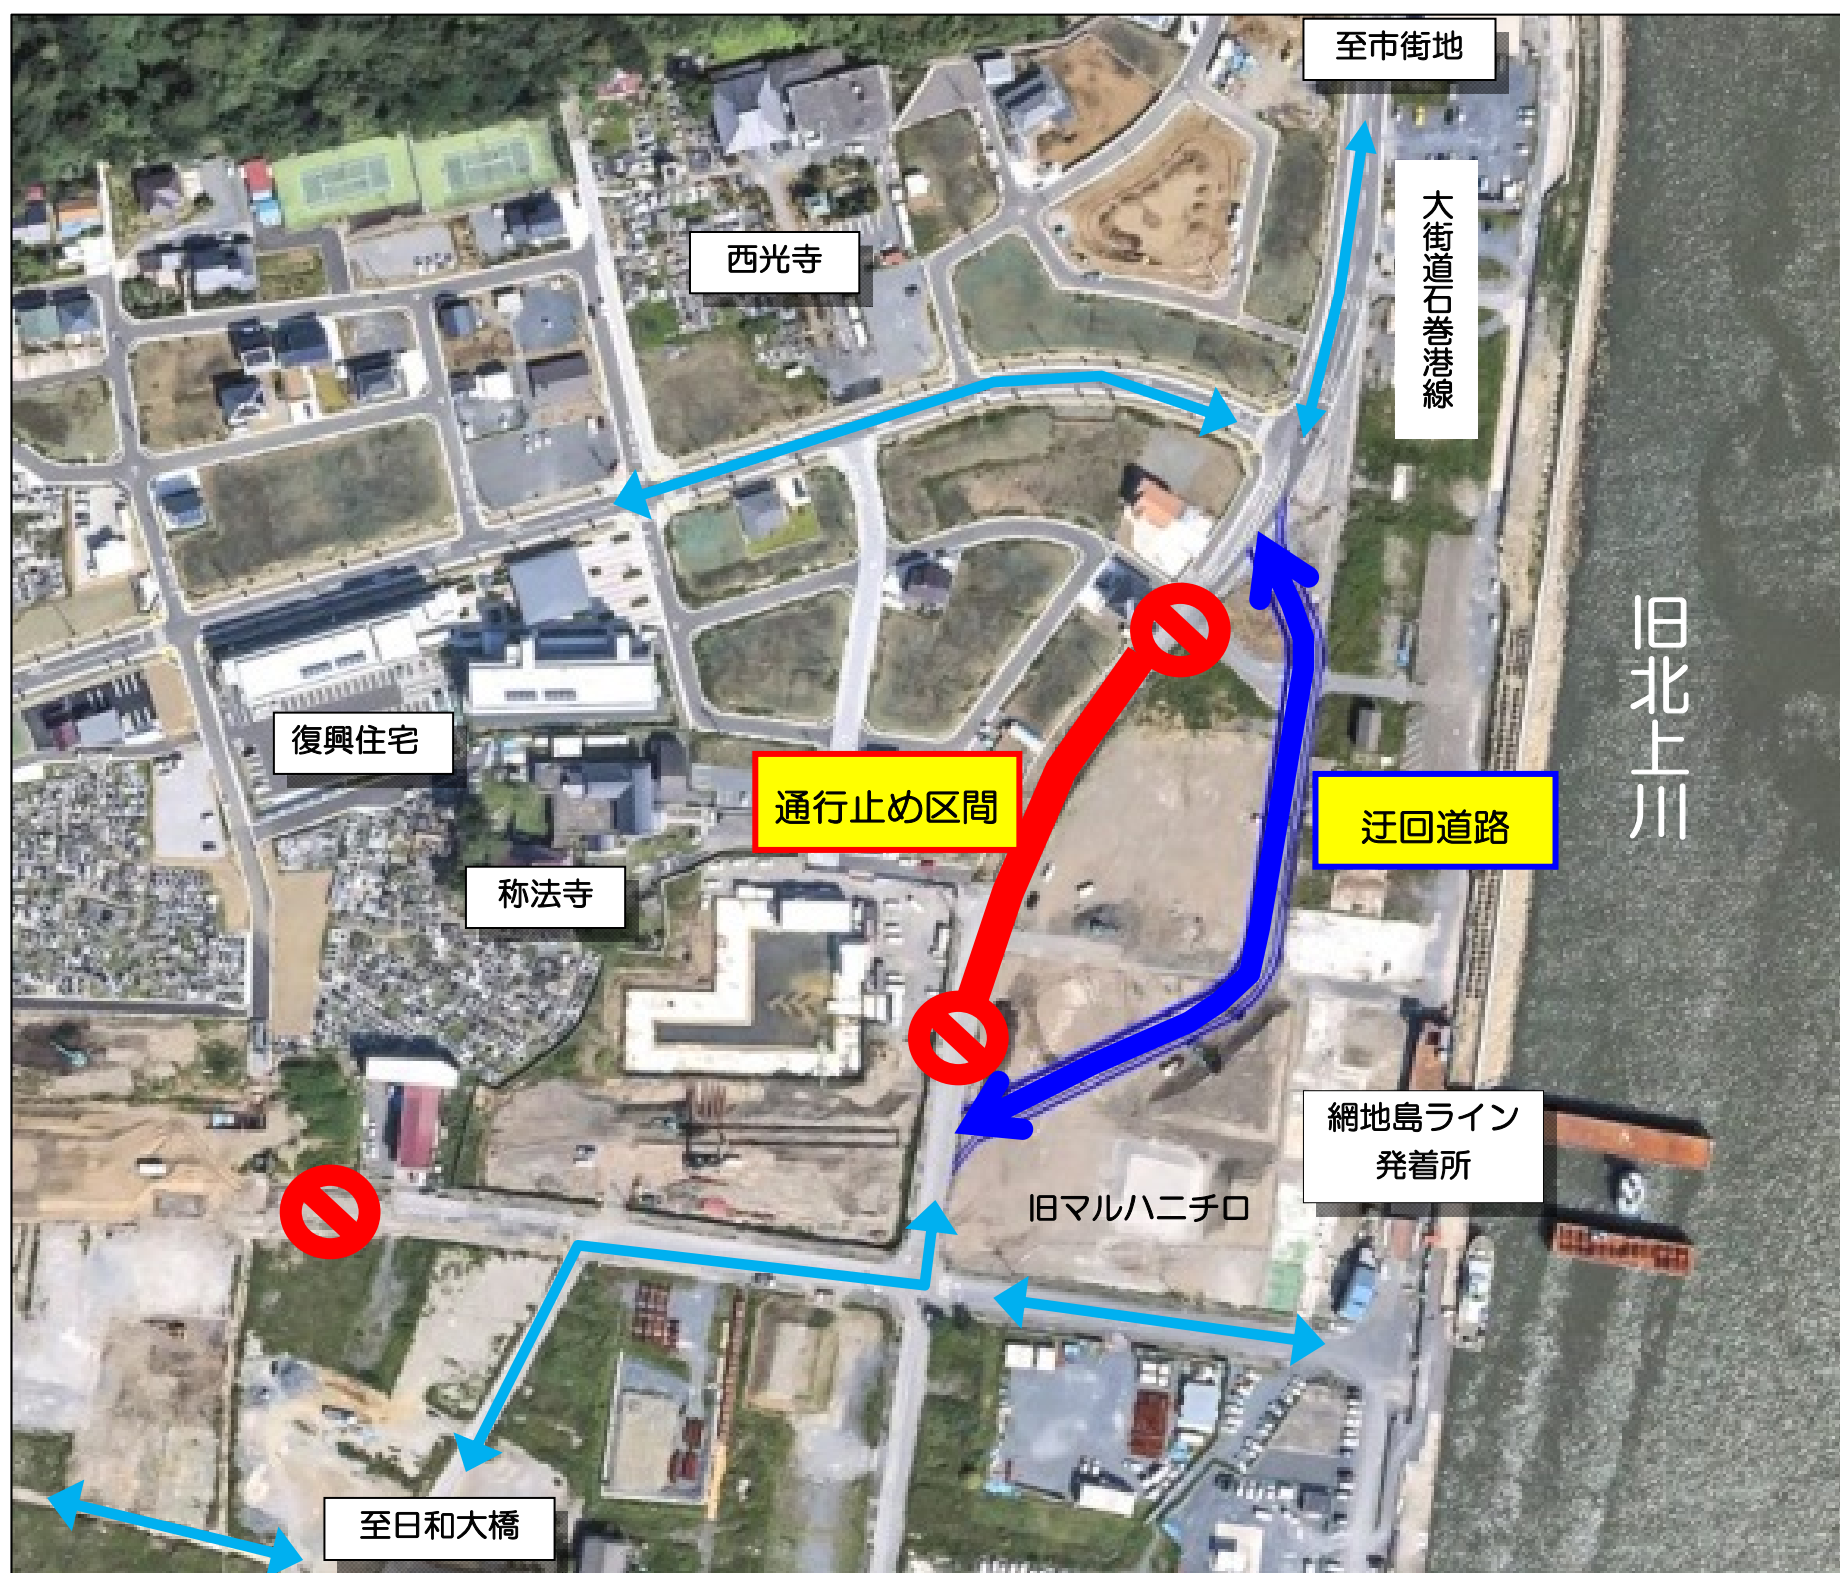 至市街地
大街道石巻港線
西光寺
旧北上川
復興住宅
通行止め区間
迂回道路
称法寺
網地島ライン
発着所
旧マルハニチロ
至日和大橋